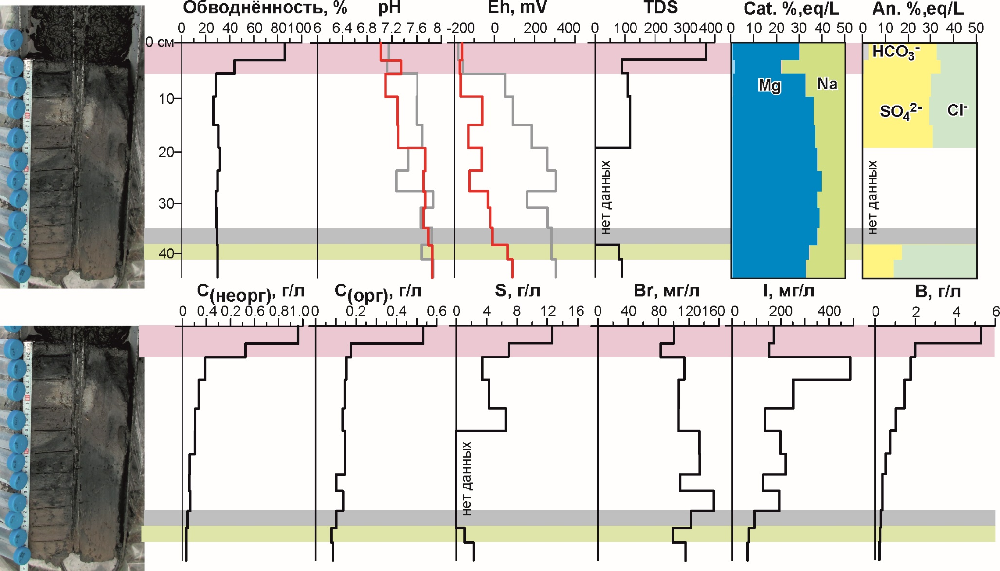 Обводнённость, % pH Eh, mV TDS Cat. %,eq/L An. %,eq/L
0 20 40 60 80 100 6 6.4 6.8 7.2 7.6 8 -200 0 200 400 0 100 200 300 400 0 10 20 30 40 50 0 10 20 30 40 50
0 см
HCO₃⁻
Mg Na
10
SO₄²⁻ Cl⁻
20
нет данных
нет данных
30
40
C(неорг), г/л C(орг), г/л S, г/л Br, мг/л I, мг/л B, г/л
0 0.4 0.2 0.6 0.8 1.0 0 0.2 0.4 0.6 0 4 8 12 16 0 40 80 120 160 0 200 400 0 2 4 6
нет данных